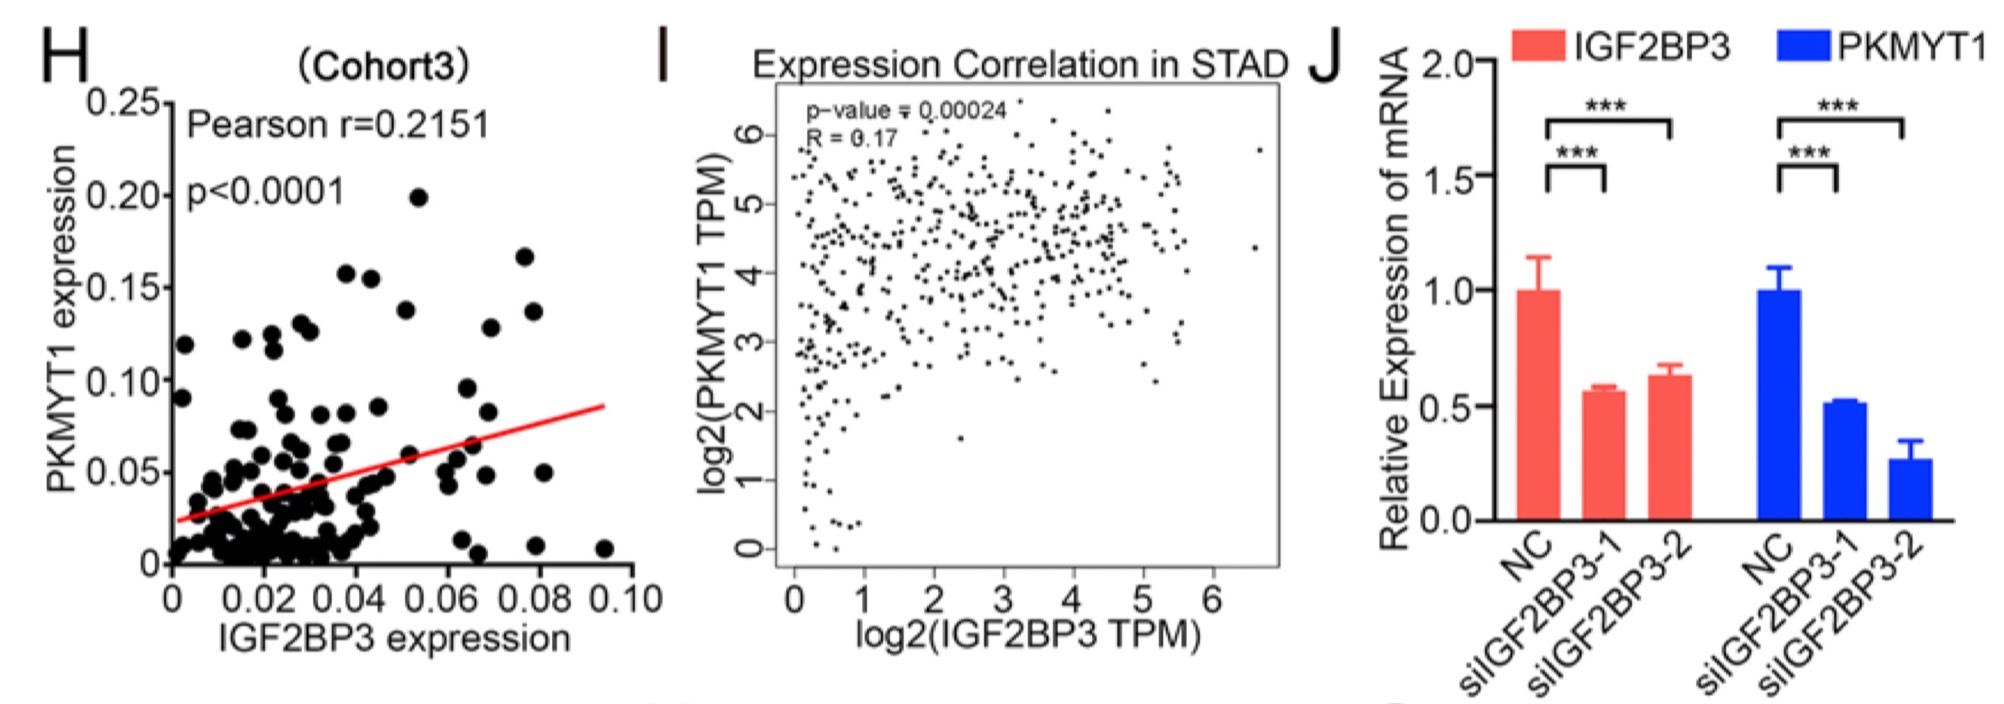 H
（Cohort3）
Pearson r=0.2151
p<0.0001
PKMYT1 expression
0.25
0.20
0.15
0.10
0.05
0
0 0.02 0.04 0.06 0.08 0.10
IGF2BP3 expression
I
Expression Correlation in STAD
p-value = 0.00024
R = 0.17
log2(PKMYT1 TPM)
6
5
4
3
2
1
0
0 1 2 3 4 5 6
log2(IGF2BP3 TPM)
J
IGF2BP3 PKMYT1
Relative Expression of mRNA
2.0
1.5
1.0
0.5
0.0
*** ***
*** ***
NC siIGF2BP3-1 siIGF2BP3-2 NC siIGF2BP3-1 siIGF2BP3-2